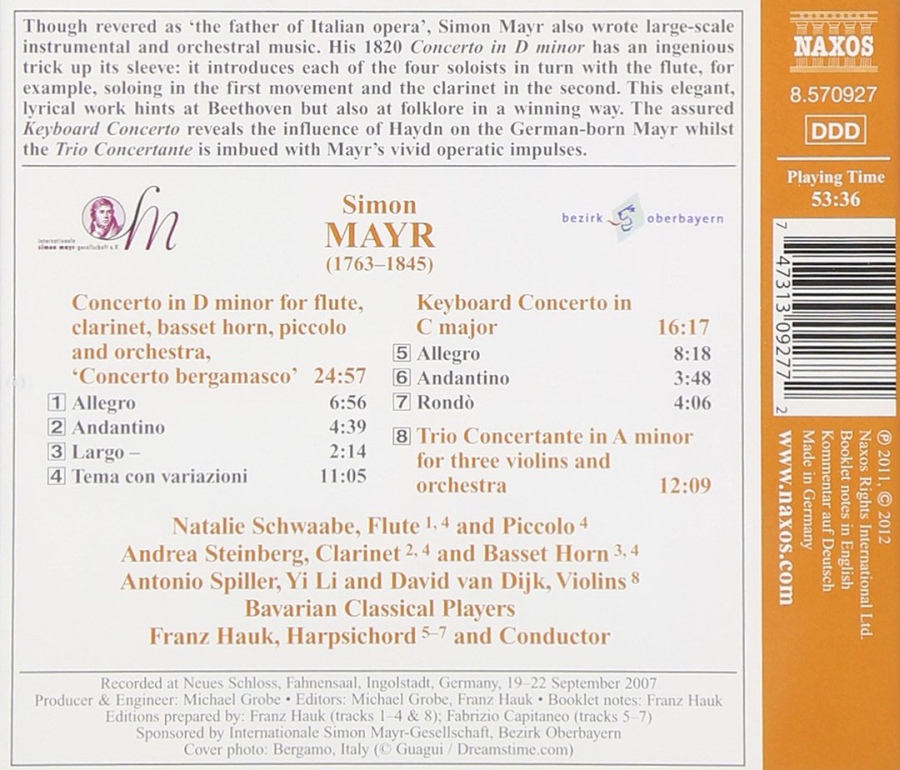 Though revered as ‘the father of Italian opera’, Simon Mayr also wrote large-scale
instrumental and orchestral music. His 1820 Concerto in D minor has an ingenious
trick up its sleeve: it introduces each of the four soloists in turn with the flute, for
example, soloing in the first movement and the clarinet in the second. This elegant,
lyrical work hints at Beethoven but also at folklore in a winning way. The assured
Keyboard Concerto reveals the influence of Haydn on the German-born Mayr whilst
the Trio Concertante is imbued with Mayr’s vivid operatic impulses.
internationale
simon mayr-gesellschaft e.V.
SM
Simon
MAYR
(1763–1845)
bezirk oberbayern
Concerto in D minor for flute,
clarinet, basset horn, piccolo
and orchestra,
‘Concerto bergamasco’ 24:57
1 Allegro 6:56
2 Andantino 4:39
3 Largo – 2:14
4 Tema con variazioni 11:05
Keyboard Concerto in
C major 16:17
5 Allegro 8:18
6 Andantino 3:48
7 Rondò 4:06
8 Trio Concertante in A minor
for three violins and
orchestra 12:09
Natalie Schwaabe, Flute 1, 4 and Piccolo 4
Andrea Steinberg, Clarinet 2, 4 and Basset Horn 3, 4
Antonio Spiller, Yi Li and David van Dijk, Violins 8
Bavarian Classical Players
Franz Hauk, Harpsichord 5–7 and Conductor
Recorded at Neues Schloss, Fahnensaal, Ingolstadt, Germany, 19–22 September 2007
Producer & Engineer: Michael Grobe • Editors: Michael Grobe, Franz Hauk • Booklet notes: Franz Hauk
Editions prepared by: Franz Hauk (tracks 1–4 & 8); Fabrizio Capitaneo (tracks 5–7)
Sponsored by Internationale Simon Mayr-Gesellschaft, Bezirk Oberbayern
Cover photo: Bergamo, Italy (© Guagui / Dreamstime.com)
NAXOS
8.570927
DDD
Playing Time
53:36
7 47313 09277 2
℗ 2011, © 2012
Naxos Rights International Ltd.
Booklet notes in English
Kommentar auf Deutsch
Made in Germany
www.naxos.com